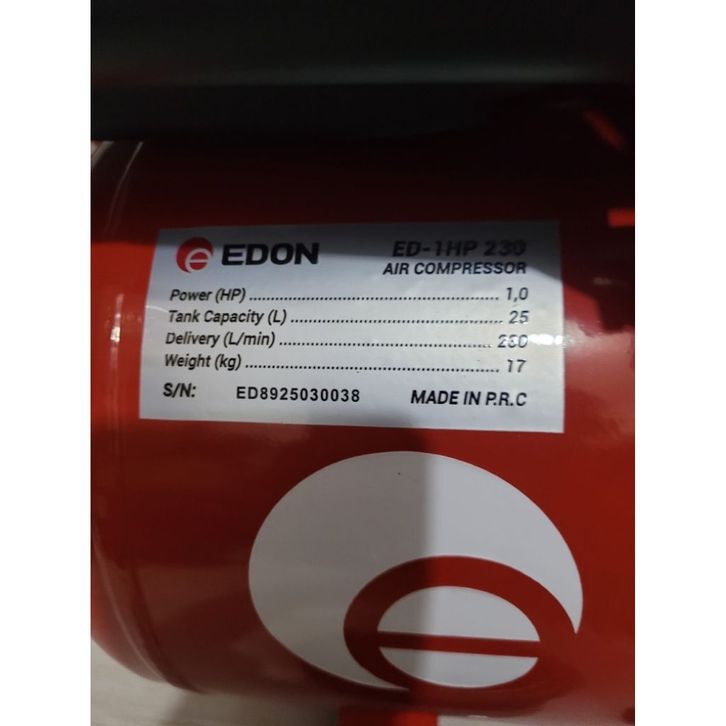 EDON
ED-1HP 230
AIR COMPRESSOR
Power (HP) ........ 1,0
Tank Capacity (L) ........ 25
Delivery (L/min) ........ 230
Weight (kg) ........ 17
S/N: ED8925030038 MADE IN P.R.C